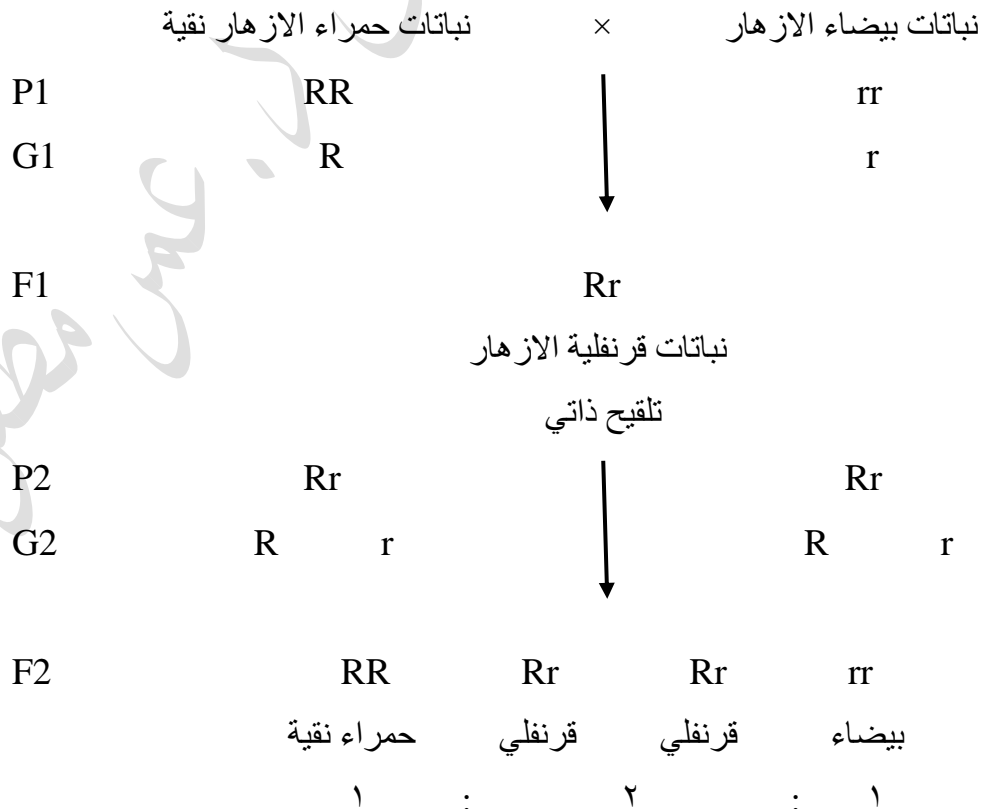 نباتات حمراء الازهار نقية × نباتات بيضاء الازهار
P1 RR rr
G1 R r
F1 Rr
نباتات قرنفلية الازهار
تلقيح ذاتي
P2 Rr Rr
G2 R r R r
F2 RR Rr Rr rr
حمراء نقية قرنفلي قرنفلي بيضاء
١ : ٢ : ١